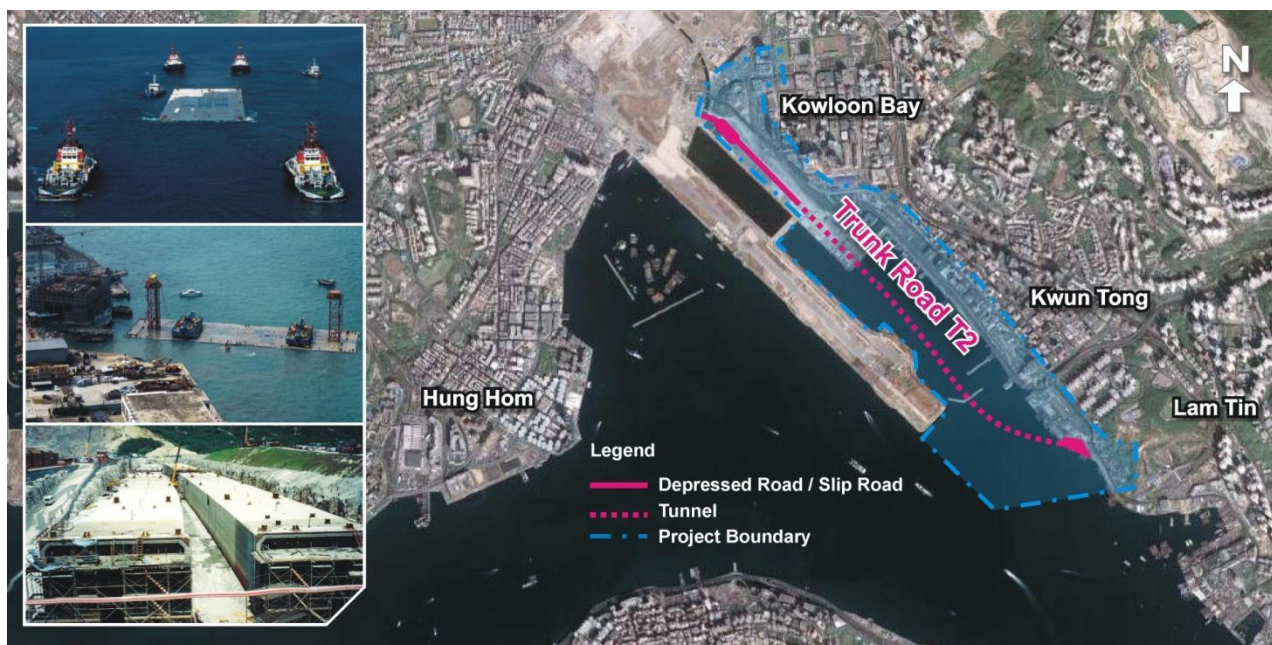 N
Kowloon Bay
Trunk Road T2
Kwun Tong
Lam Tin
Hung Hom
Legend
Depressed Road / Slip Road
Tunnel
Project Boundary